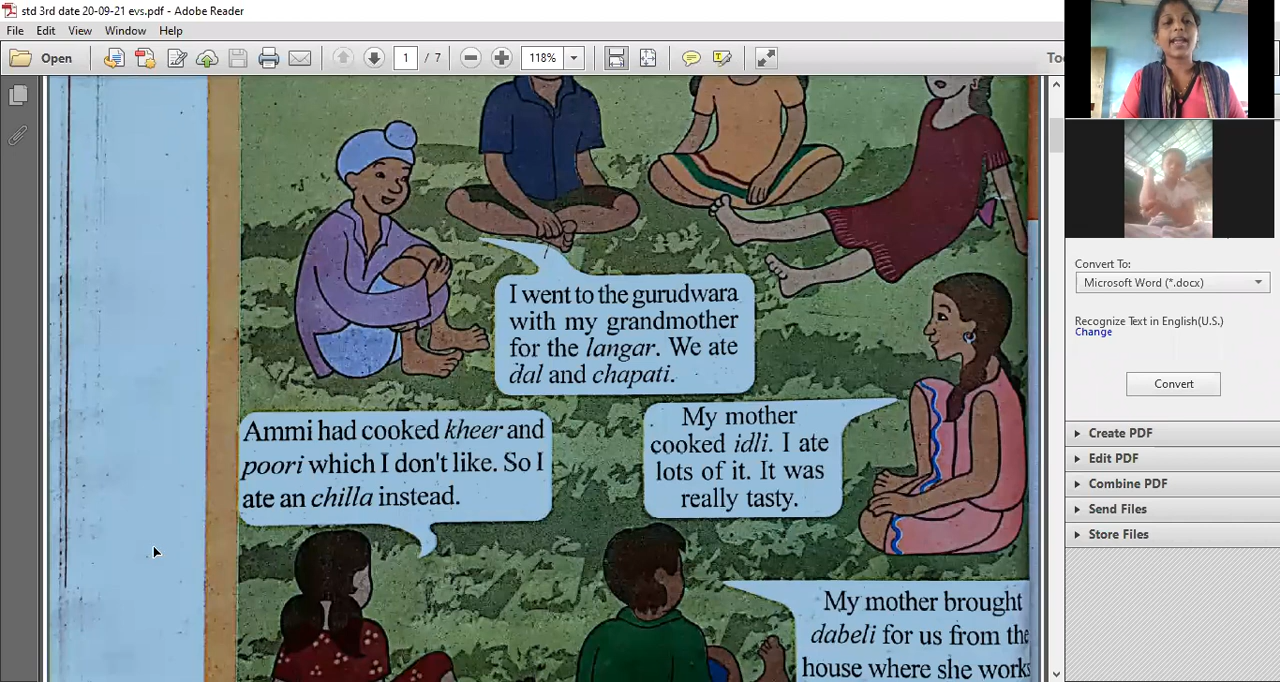 std 3rd date 20-09-21 evs.pdf - Adobe Reader
File Edit View Window Help
Open 1 / 7 118%
Convert To:
Microsoft Word (*.docx)
Recognize Text in English(U.S.)
Change
Convert
Create PDF
Edit PDF
Combine PDF
Send Files
Store Files
I went to the gurudwara
with my grandmother
for the langar. We ate
dal and chapati.
Ammi had cooked kheer and
poori which I don't like. So I
ate an chilla instead.
My mother
cooked idli. I ate
lots of it. It was
really tasty.
My mother brought
dabeli for us from the
house where she works